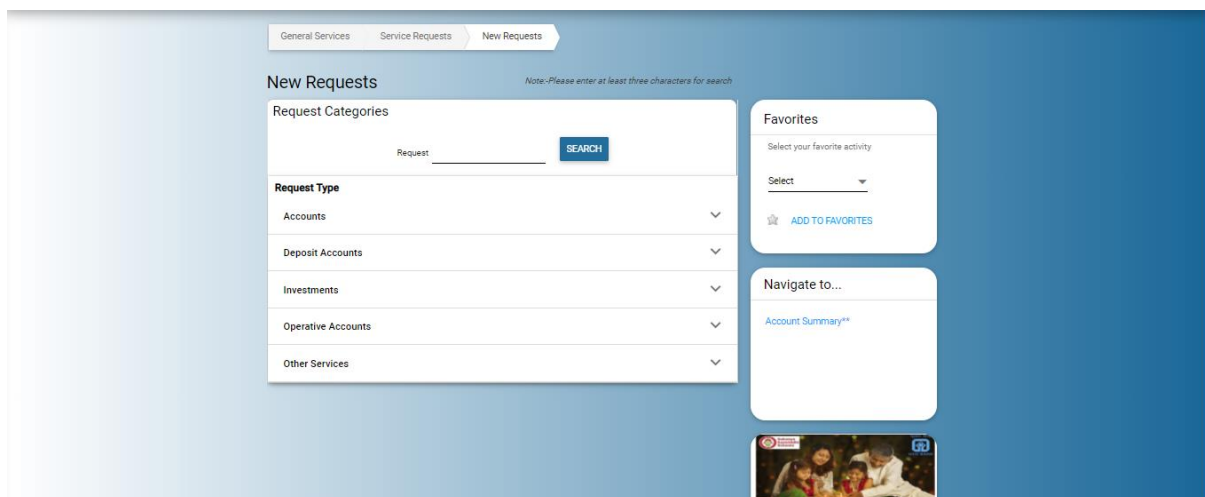 General Services Service Requests New Requests
New Requests
Note:-Please enter at least three characters for search
Request Categories
Request
SEARCH
Request Type
Accounts
Deposit Accounts
Investments
Operative Accounts
Other Services
Favorites
Select your favorite activity
Select
ADD TO FAVORITES
Navigate to...
Account Summary**